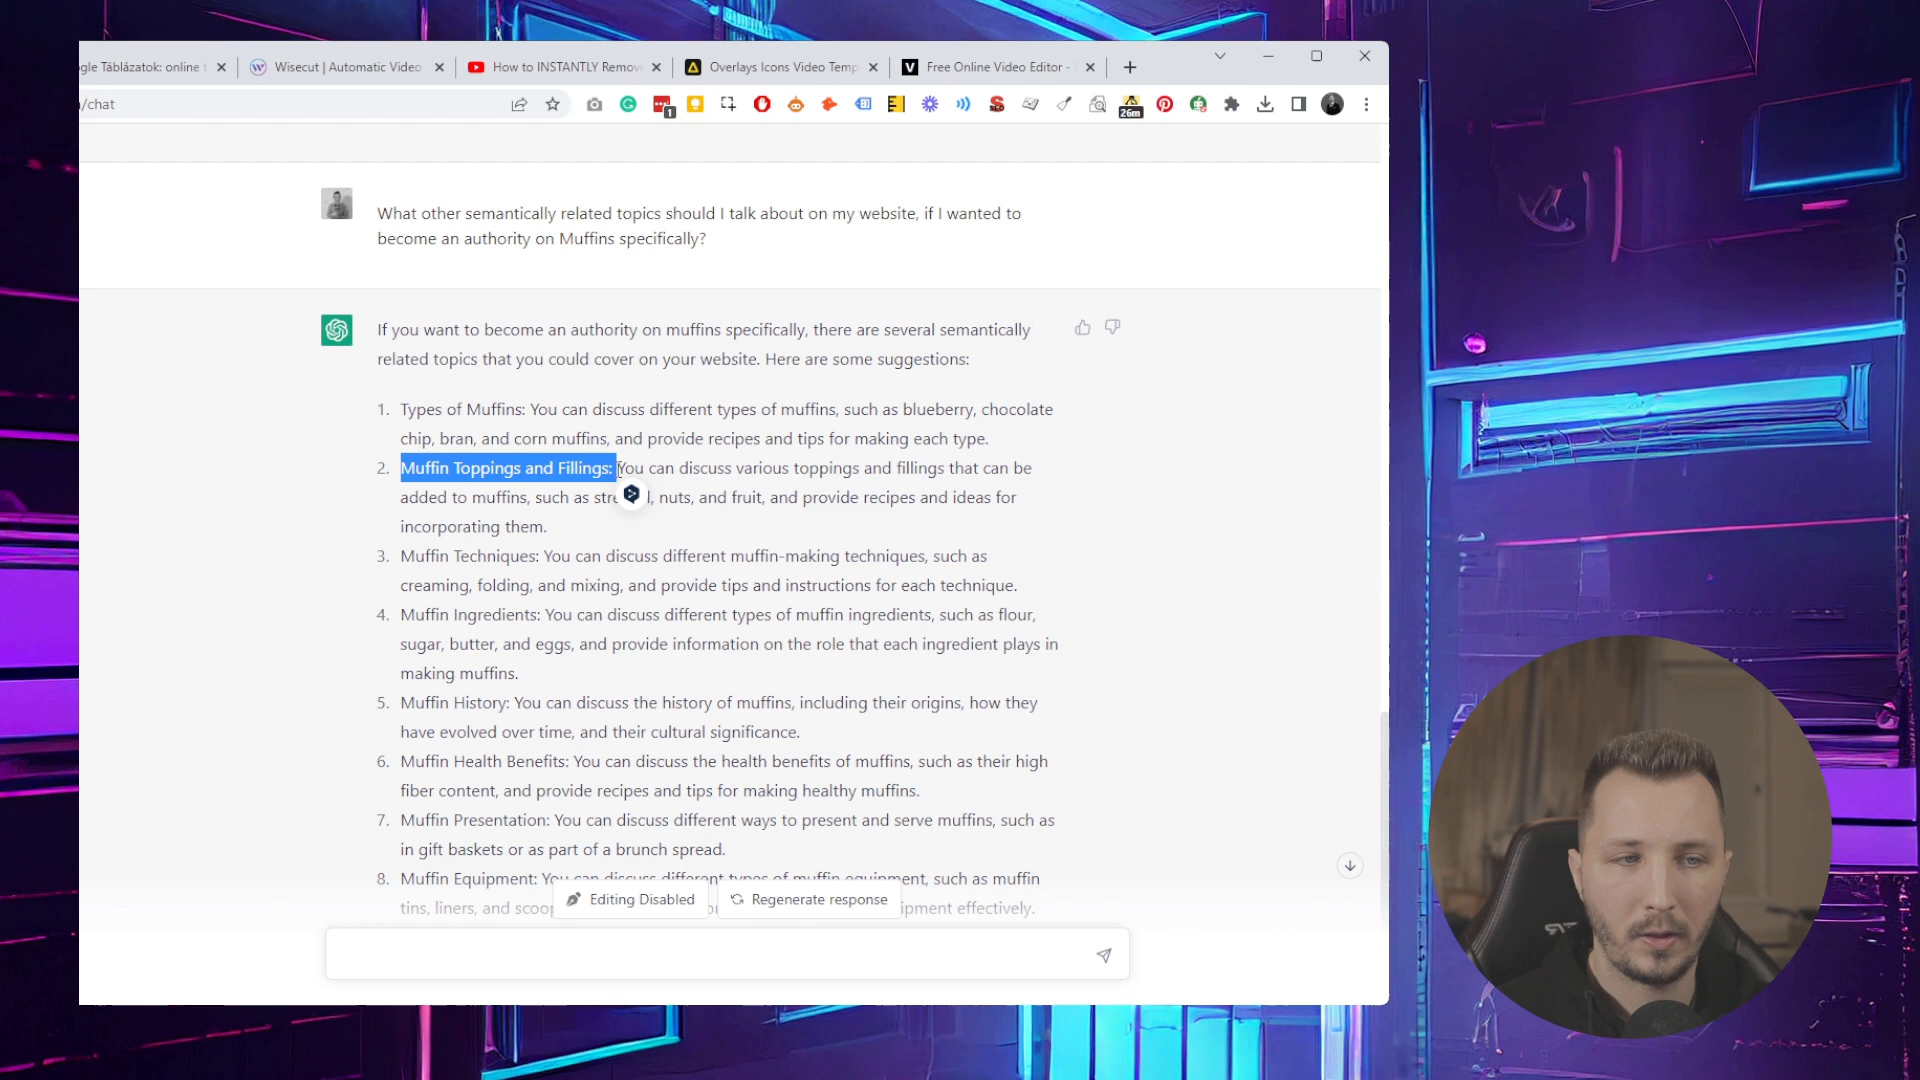 gle Táblázatok: online t
Wisecut | Automatic Video
How to INSTANTLY Remov
Overlays Icons Video Temp
Free Online Video Editor -
/chat
1
26m
What other semantically related topics should I talk about on my website, if I wanted to
become an authority on Muffins specifically?
If you want to become an authority on muffins specifically, there are several semantically
related topics that you could cover on your website. Here are some suggestions:
1. Types of Muffins: You can discuss different types of muffins, such as blueberry, chocolate
chip, bran, and corn muffins, and provide recipes and tips for making each type.
2. Muffin Toppings and Fillings: You can discuss various toppings and fillings that can be
added to muffins, such as stre l, nuts, and fruit, and provide recipes and ideas for
incorporating them.
3. Muffin Techniques: You can discuss different muffin-making techniques, such as
creaming, folding, and mixing, and provide tips and instructions for each technique.
4. Muffin Ingredients: You can discuss different types of muffin ingredients, such as flour,
sugar, butter, and eggs, and provide information on the role that each ingredient plays in
making muffins.
5. Muffin History: You can discuss the history of muffins, including their origins, how they
have evolved over time, and their cultural significance.
6. Muffin Health Benefits: You can discuss the health benefits of muffins, such as their high
fiber content, and provide recipes and tips for making healthy muffins.
7. Muffin Presentation: You can discuss different ways to present and serve muffins, such as
in gift baskets or as part of a brunch spread.
8. Muffin Equipment: You can discuss different types of muffin equipment, such as muffin
tins, liners, and scoop ipment effectively.
Editing Disabled
Regenerate response